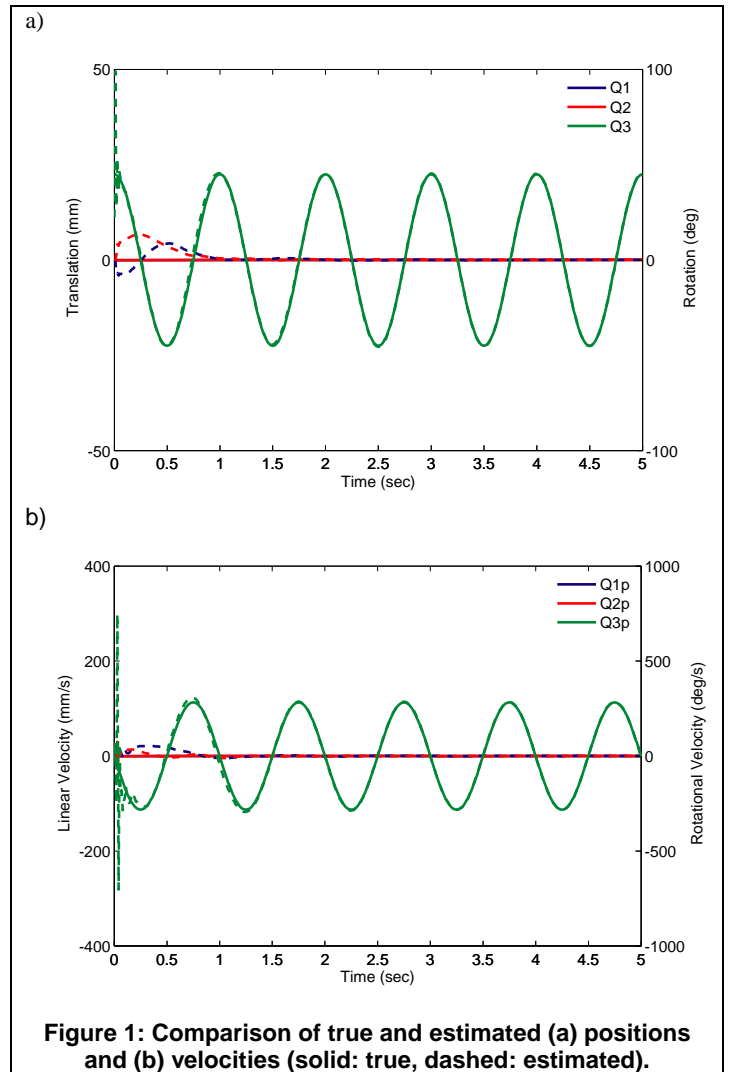 a)
50
100
Q1
Q2
Q3
Translation (mm)
0
0
Rotation (deg)
-50
-100
0 0.5 1 1.5 2 2.5 3 3.5 4 4.5 5
Time (sec)
b)
400
1000
Q1p
Q2p
Q3p
200
500
Linear Velocity (mm/s)
0
0
Rotational Velocity (deg/s)
-200
-500
-400
-1000
0 0.5 1 1.5 2 2.5 3 3.5 4 4.5 5
Time (sec)
Figure 1: Comparison of true and estimated (a) positions
and (b) velocities (solid: true, dashed: estimated).